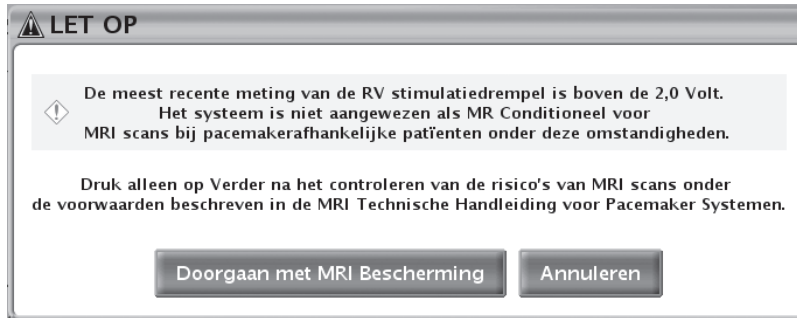 LET OP
De meest recente meting van de RV stimulatiedrempel is boven de 2,0 Volt.
Het systeem is niet aangewezen als MR Conditioneel voor
MRI scans bij pacemakerafhankelijke patïenten onder deze omstandigheden.
Druk alleen op Verder na het controleren van de risico's van MRI scans onder
de voorwaarden beschreven in de MRI Technische Handleiding voor Pacemaker Systemen.
Doorgaan met MRI Bescherming
Annuleren